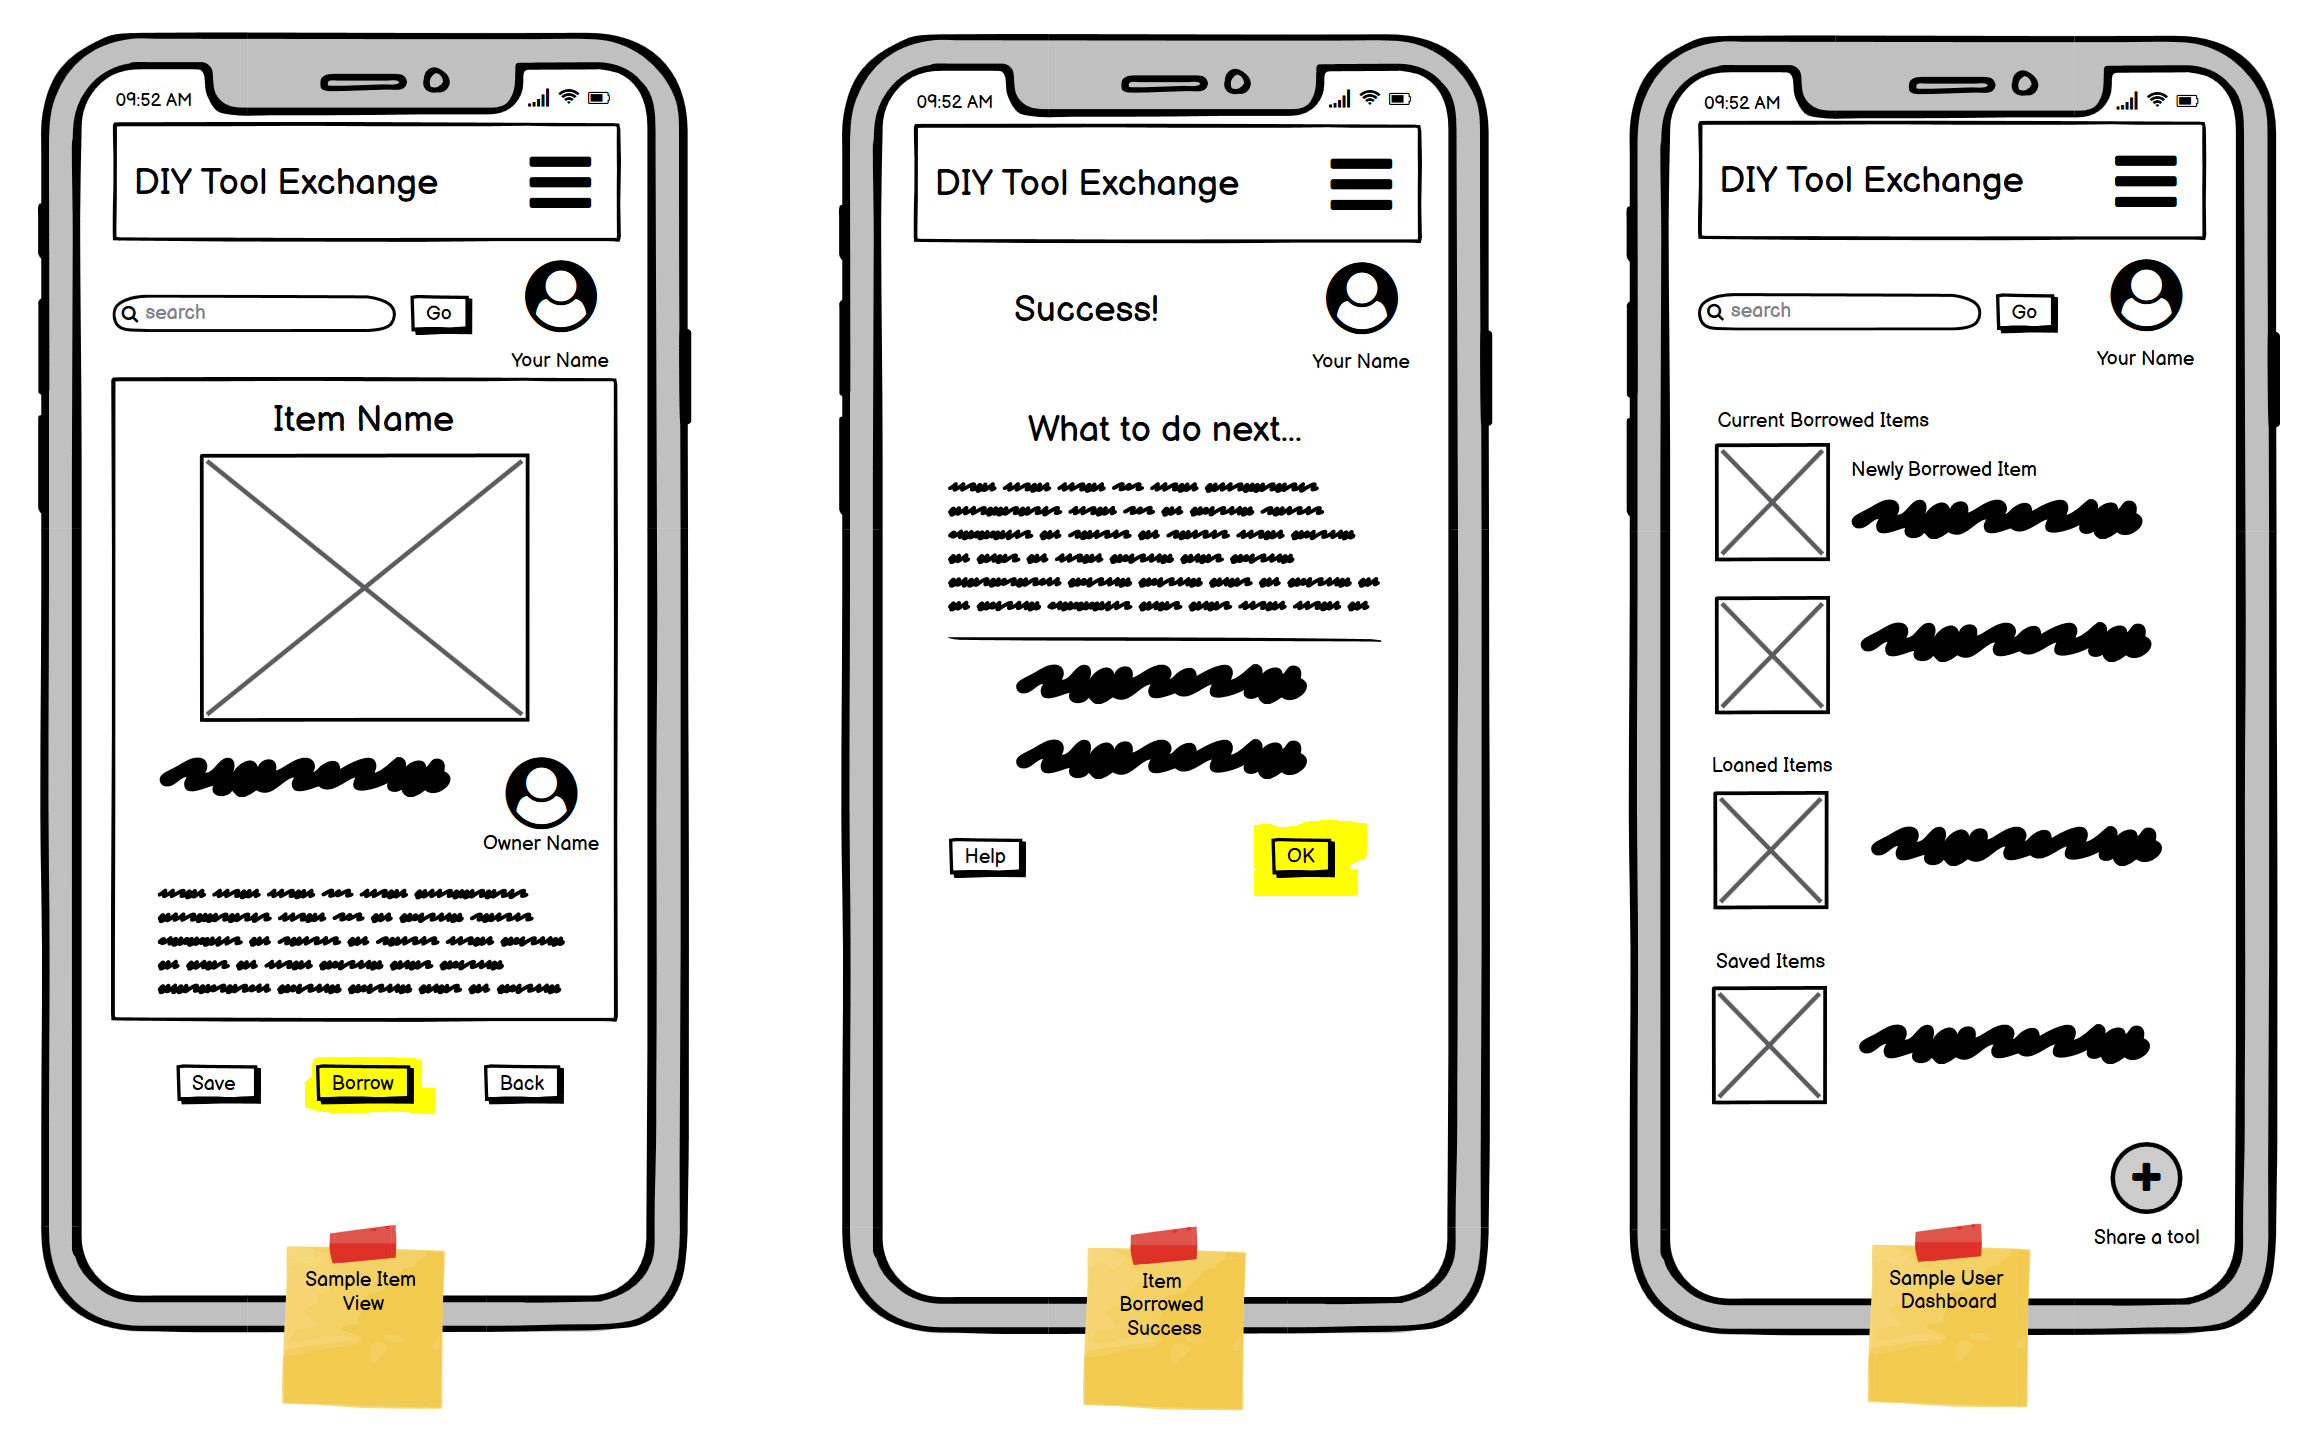 09:52 AM
DIY Tool Exchange
search
Go
Your Name
Item Name
Owner Name
Save
Borrow
Back
Sample Item
View
09:52 AM
DIY Tool Exchange
Success!
Your Name
What to do next...
Help
OK
Item
Borrowed
Success
09:52 AM
DIY Tool Exchange
search
Go
Your Name
Current Borrowed Items
Newly Borrowed Item
Loaned Items
Saved Items
Share a tool
Sample User
Dashboard